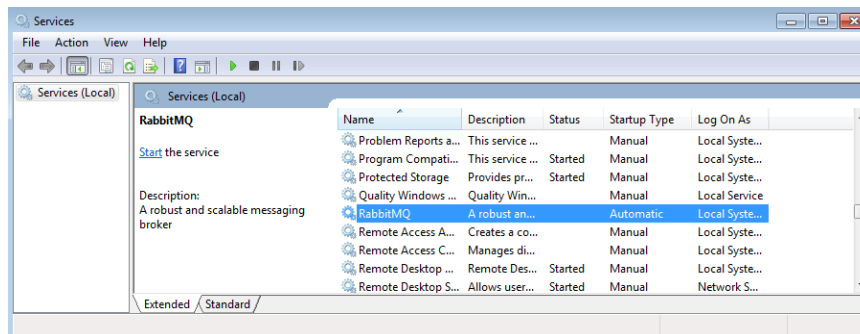 Services
File Action View Help
Services (Local)
Services (Local)
RabbitMQ
Start the service
Description:
A robust and scalable messaging
broker
Name Description Status Startup Type Log On As
Problem Reports a... This service ... Manual Local Syste...
Program Compati... This service ... Started Manual Local Syste...
Protected Storage Provides pr... Started Manual Local Syste...
Quality Windows ... Quality Win... Manual Local Service
RabbitMQ A robust an... Automatic Local Syste...
Remote Access A... Creates a co... Manual Local Syste...
Remote Access C... Manages di... Manual Local Syste...
Remote Desktop ... Remote Des... Started Manual Local Syste...
Remote Desktop S... Allows user... Started Manual Network S...
Extended Standard